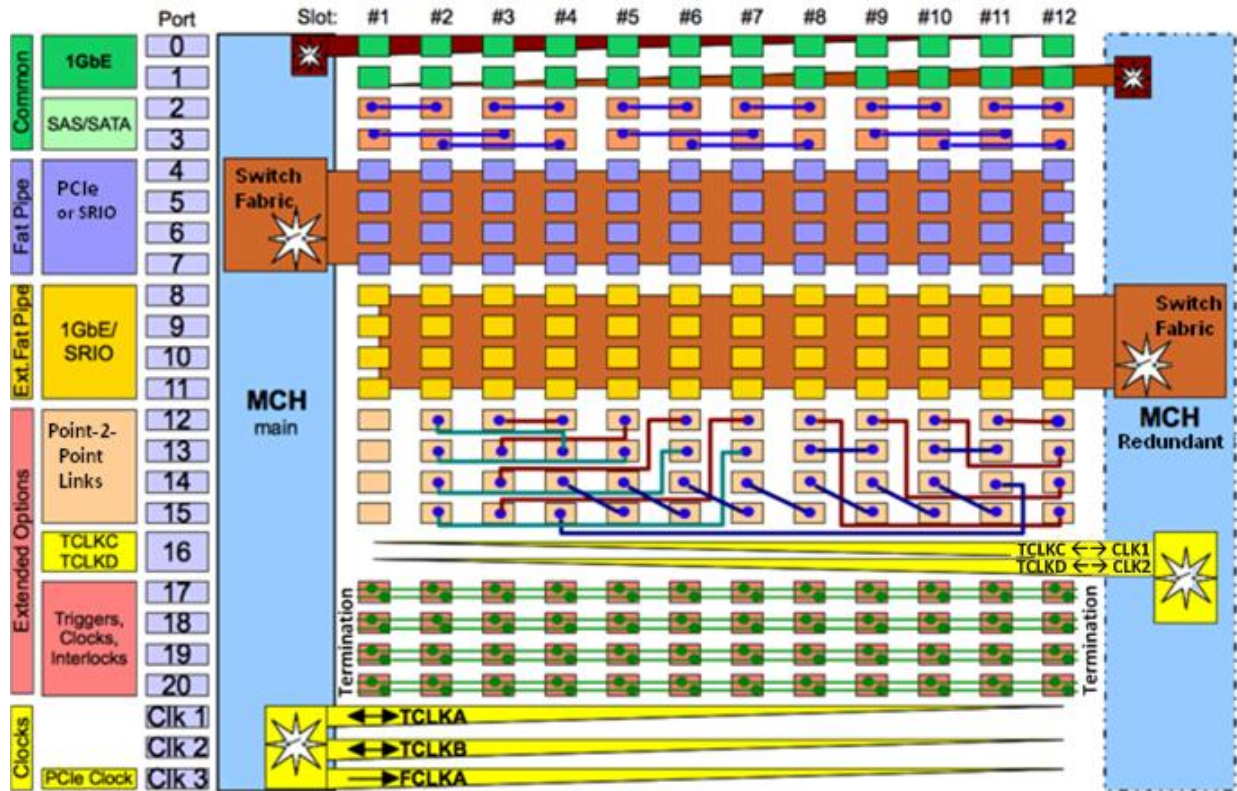 Port Slot: #1 #2 #3 #4 #5 #6 #7 #8 #9 #10 #11 #12
Common
1GbE
0
1
SAS/SATA
2
3
Fat Pipe
PCIe
or SRIO
4
5
6
7
Switch
Fabric
Ext. Fat Pipe
1GbE/
SRIO
8
9
10
11
Switch
Fabric
MCH
main
MCH
Redundant
Extended Options
Point-2-
Point
Links
12
13
14
15
TCLKC
TCLKD
16
TCLKC ←→ CLK1
TCLKD ←→ CLK2
Triggers,
Clocks,
Interlocks
17
18
19
20
Termination
Termination
Clocks
Clk 1
TCLKA
Clk 2
TCLKB
PCIe Clock
Clk 3
FCLKA